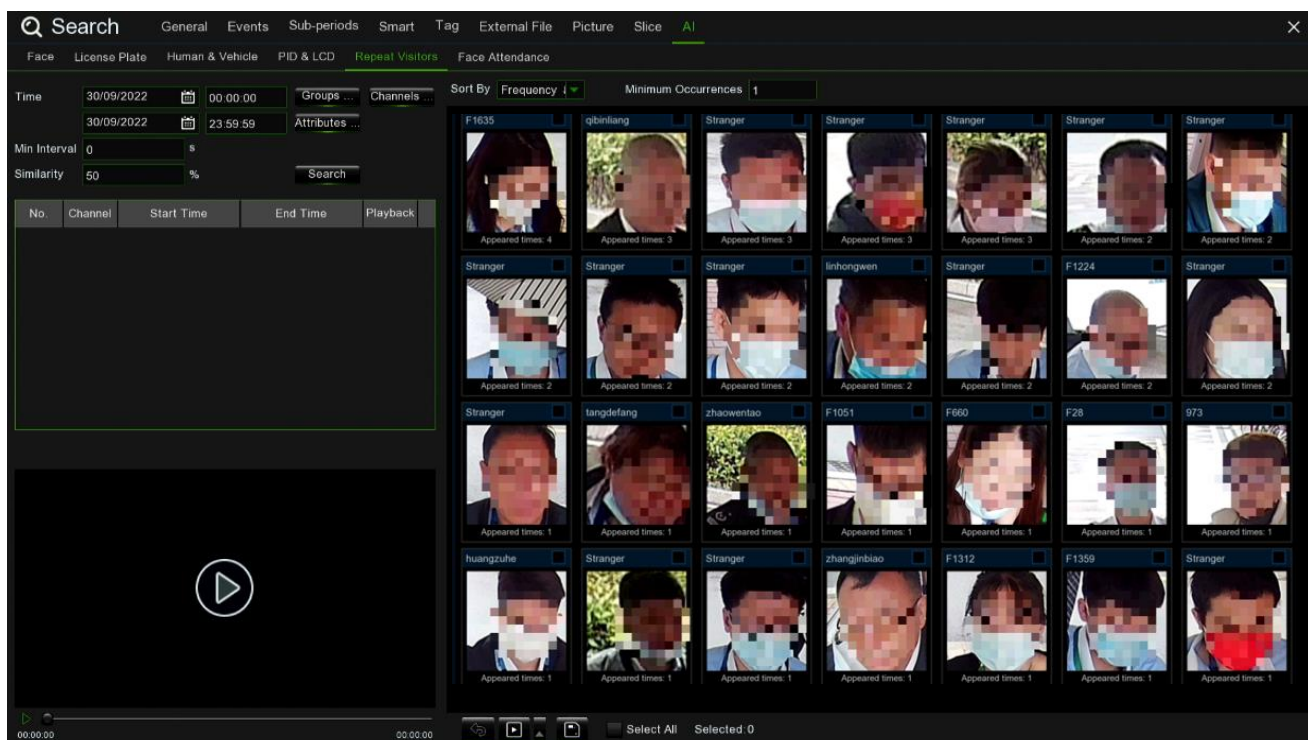 Search General Events Sub-periods Smart Tag External File Picture Slice AI
Face License Plate Human & Vehicle PID & LCD Repeat Visitors Face Attendance
Time 30/09/2022 00:00:00 Groups ... Channels ...
30/09/2022 23:59:59 Attributes ...
Min Interval 0 s
Similarity 50 % Search
No. Channel Start Time End Time Playback
00:00:00 00:00:00
Sort By Frequency ↓ Minimum Occurrences 1
F1635 qibinliang Stranger Stranger Stranger Stranger Stranger
Appeared times: 4 Appeared times: 3 Appeared times: 3 Appeared times: 3 Appeared times: 3 Appeared times: 2 Appeared times: 2
Stranger Stranger Stranger linhongwen Stranger F1224 Stranger
Appeared times: 2 Appeared times: 2 Appeared times: 2 Appeared times: 2 Appeared times: 2 Appeared times: 2 Appeared times: 2
Stranger tangdefang zhaowentao F1051 F660 F28 973
Appeared times: 1 Appeared times: 1 Appeared times: 1 Appeared times: 1 Appeared times: 1 Appeared times: 1 Appeared times: 1
huangzuhe Stranger Stranger zhangjinbiao F1312 F1359 Stranger
Appeared times: 1 Appeared times: 1 Appeared times: 1 Appeared times: 1 Appeared times: 1 Appeared times: 1 Appeared times: 1
Select All Selected:0